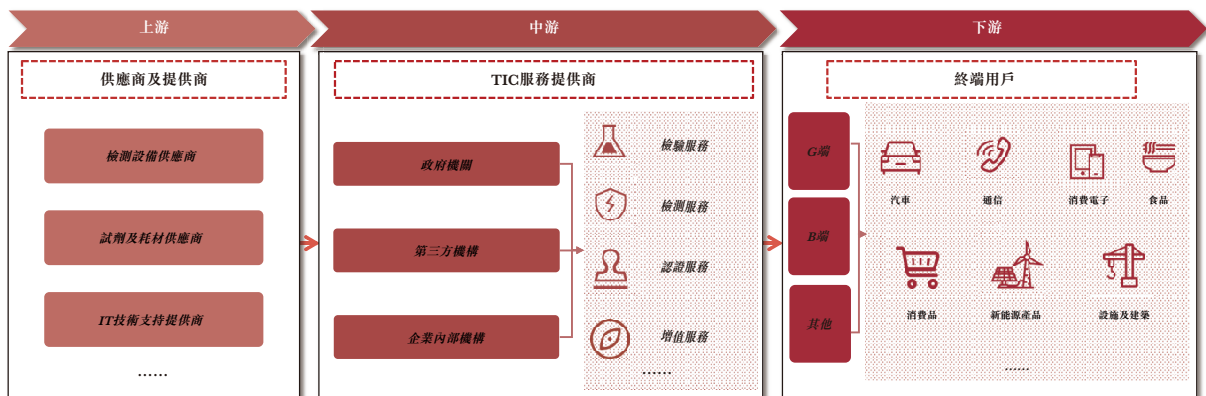 上游
中游
下游
供應商及提供商
TIC服務提供商
終端用戶
檢測設備供應商
試劑及耗材供應商
IT技術支持提供商
......
政府機關
第三方機構
企業內部機構
檢驗服務
檢測服務
認證服務
增值服務
......
G端
B端
其他
汽車
通信
消費電子
食品
消費品
新能源產品
設施及建築
......